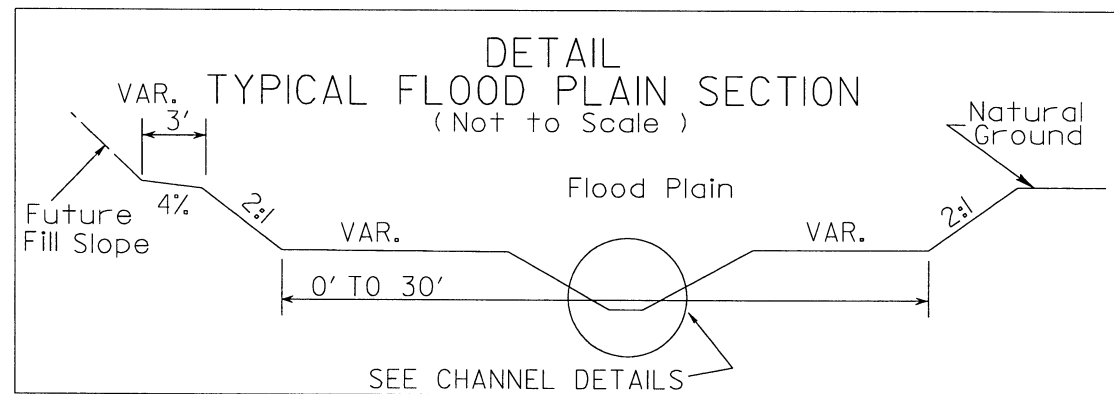 DETAIL
TYPICAL FLOOD PLAIN SECTION
( Not to Scale )
VAR.
3'
Natural
Ground
Flood Plain
4%
2:1
2:1
Future
Fill Slope
VAR.
VAR.
0' TO 30'
SEE CHANNEL DETAILS